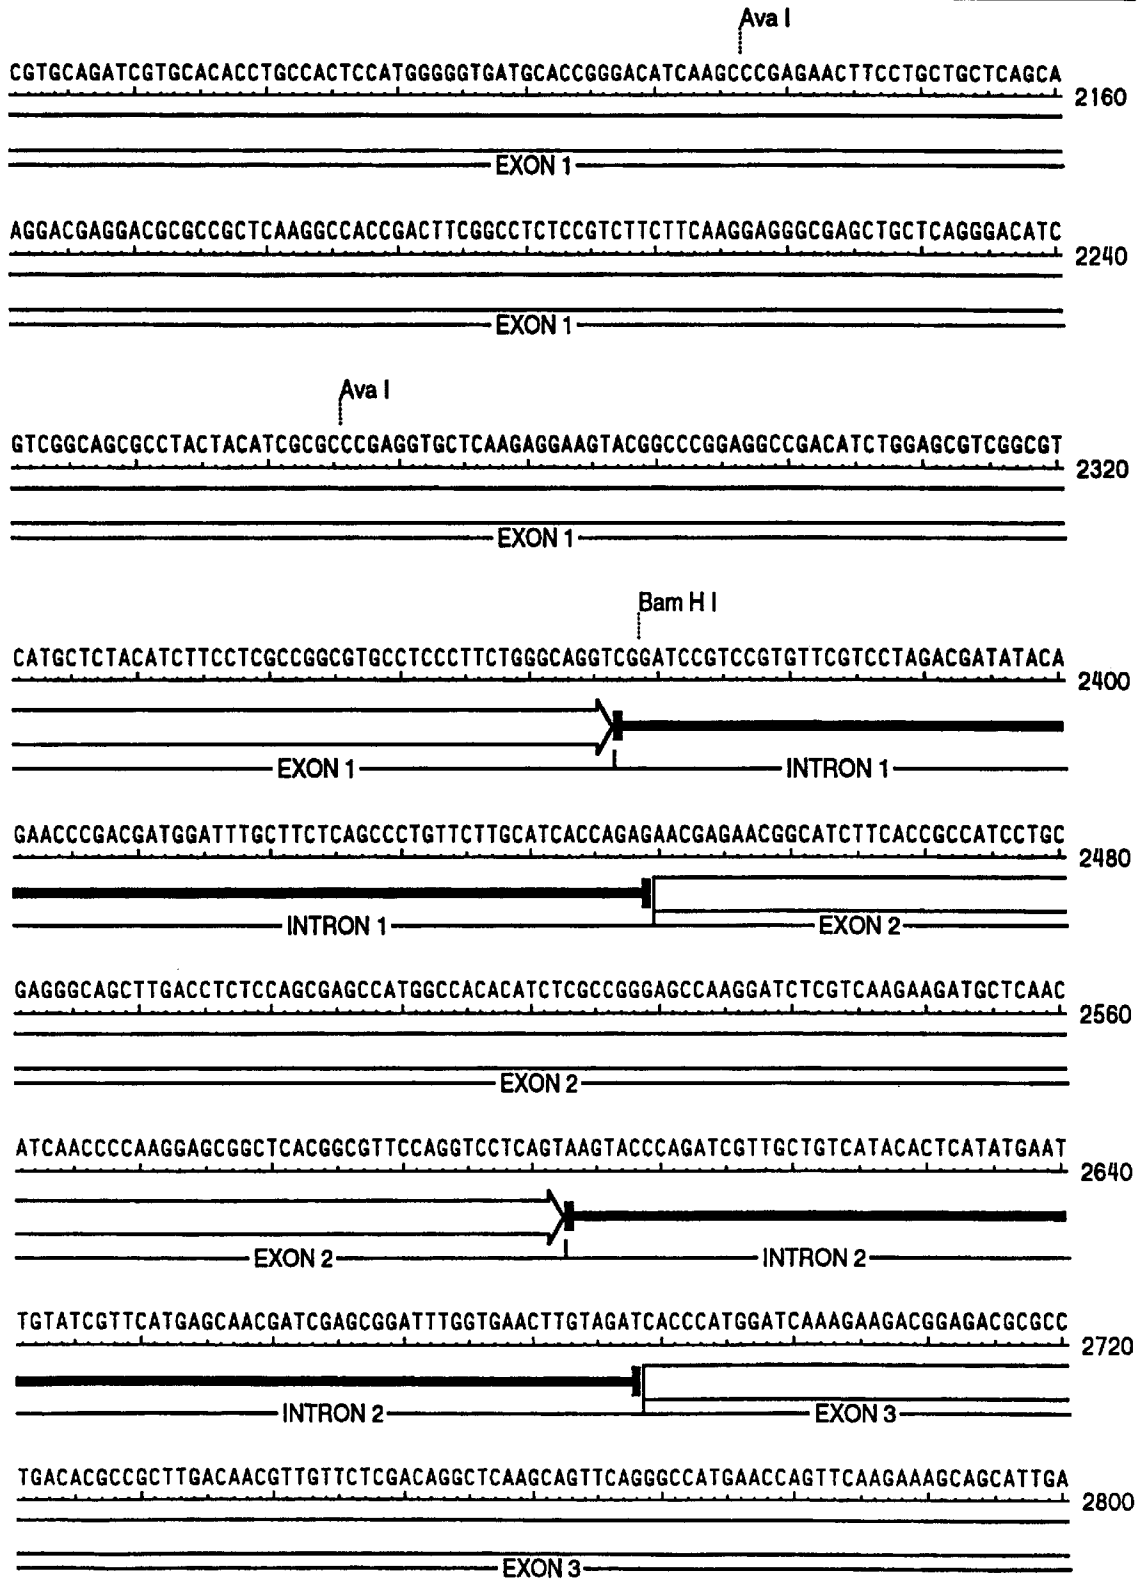 Ava I
CGTGCAGATCGTGCACACCTGCCACTCCATGGGGGTGATGCACCGGGACATCAAGCCCGAGAACTTCCTGCTGCTCAGCA
2160
EXON 1
AGGACGAGGACGCGCCGCTCAAGGCCACCGACTTCGGCCTCTCCGTCTTCTTCAAGGAGGGCGAGCTGCTCAGGGACATC
2240
EXON 1
Ava I
GTCGGCAGCGCCTACTACATCGCGCCCGAGGTGCTCAAGAGGAAGTACGGCCCGGAGGCCGACATCTGGAGCGTCGGCGT
2320
EXON 1
Bam H I
CATGCTCTACATCTTCCTCGCCGGCGTGCCTCCCTTCTGGGCAGGTCGGATCCGTCCGTGTTCGTCCTAGACGATATACA
2400
EXON 1 INTRON 1
GAACCCGACGATGGATTTGCTTCTCAGCCCTGTTCTTGCATCACCAGAGAACGAGAACGGCATCTTCACCGCCATCCTGC
2480
INTRON 1 EXON 2
GAGGGCAGCTTGACCTCTCCAGCGAGCCATGGCCACACATCTCGCCGGGAGCCAAGGATCTCGTCAAGAAGATGCTCAAC
2560
EXON 2
ATCAACCCCAAGGAGCGGCTCACGGCGTTCCAGGTCCTCAGTAAGTACCCAGATCGTTGCTGTCATACACTCATATGAAT
2640
EXON 2 INTRON 2
TGTATCGTTCATGAGCAACGATCGAGCGGATTTGGTGAACTTGTAGATCACCCATGGATCAAAGAAGACGGAGACGCGCC
2720
INTRON 2 EXON 3
TGACACGCCGCTTGACAACGTTGTTCTCGACAGGCTCAAGCAGTTCAGGGCCATGAACCAGTTCAAGAAAGCAGCATTGA
2800
EXON 3